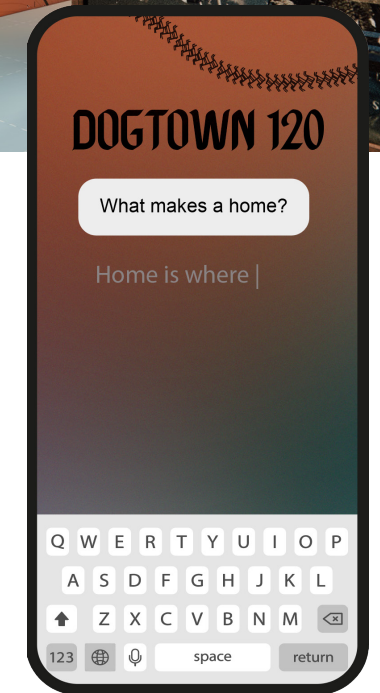 DOGTOWN 120
What makes a home?
Home is where
Q W E R T Y U I O P
A S D F G H J K L
Z X C V B N M
123 space return